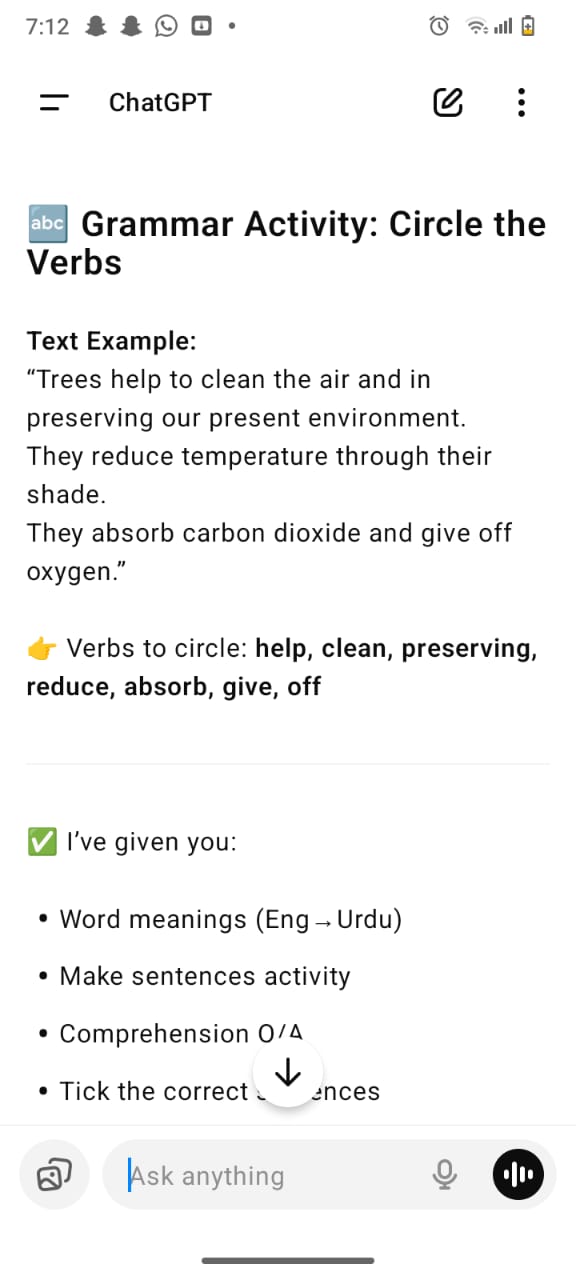 7:12
ChatGPT
abc Grammar Activity: Circle the
Verbs
Text Example:
“Trees help to clean the air and in
preserving our present environment.
They reduce temperature through their
shade.
They absorb carbon dioxide and give off
oxygen.”
👉 Verbs to circle: help, clean, preserving,
reduce, absorb, give, off
✅ I’ve given you:
• Word meanings (Eng→Urdu)
• Make sentences activity
• Comprehension Q/A
• Tick the correct
Ask anything